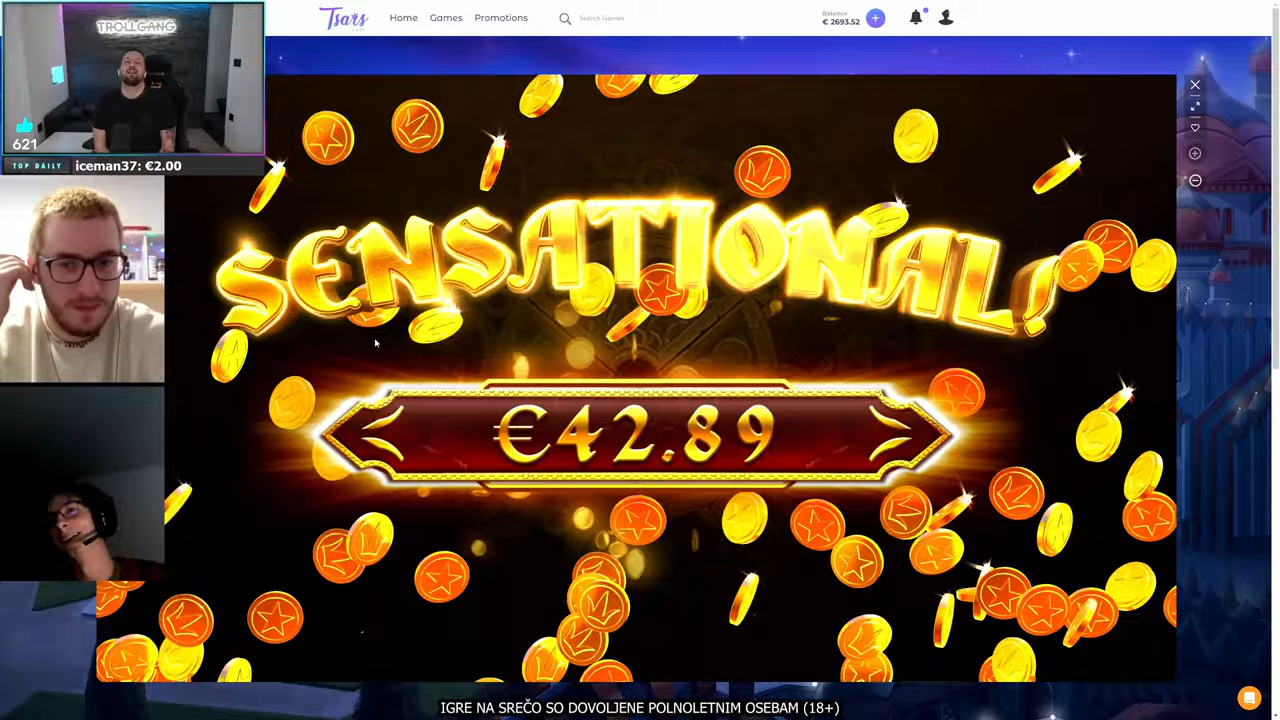 TROLLGANG
621
TOP DAILY iceman37: €2.00
Tsars
Home Games Promotions Search Games
Balance
€ 2693.52
SENSATIONAL!
€42.89
IGRE NA SREČO SO DOVOLJENE POLNOLETNIM OSEBAM (18+)